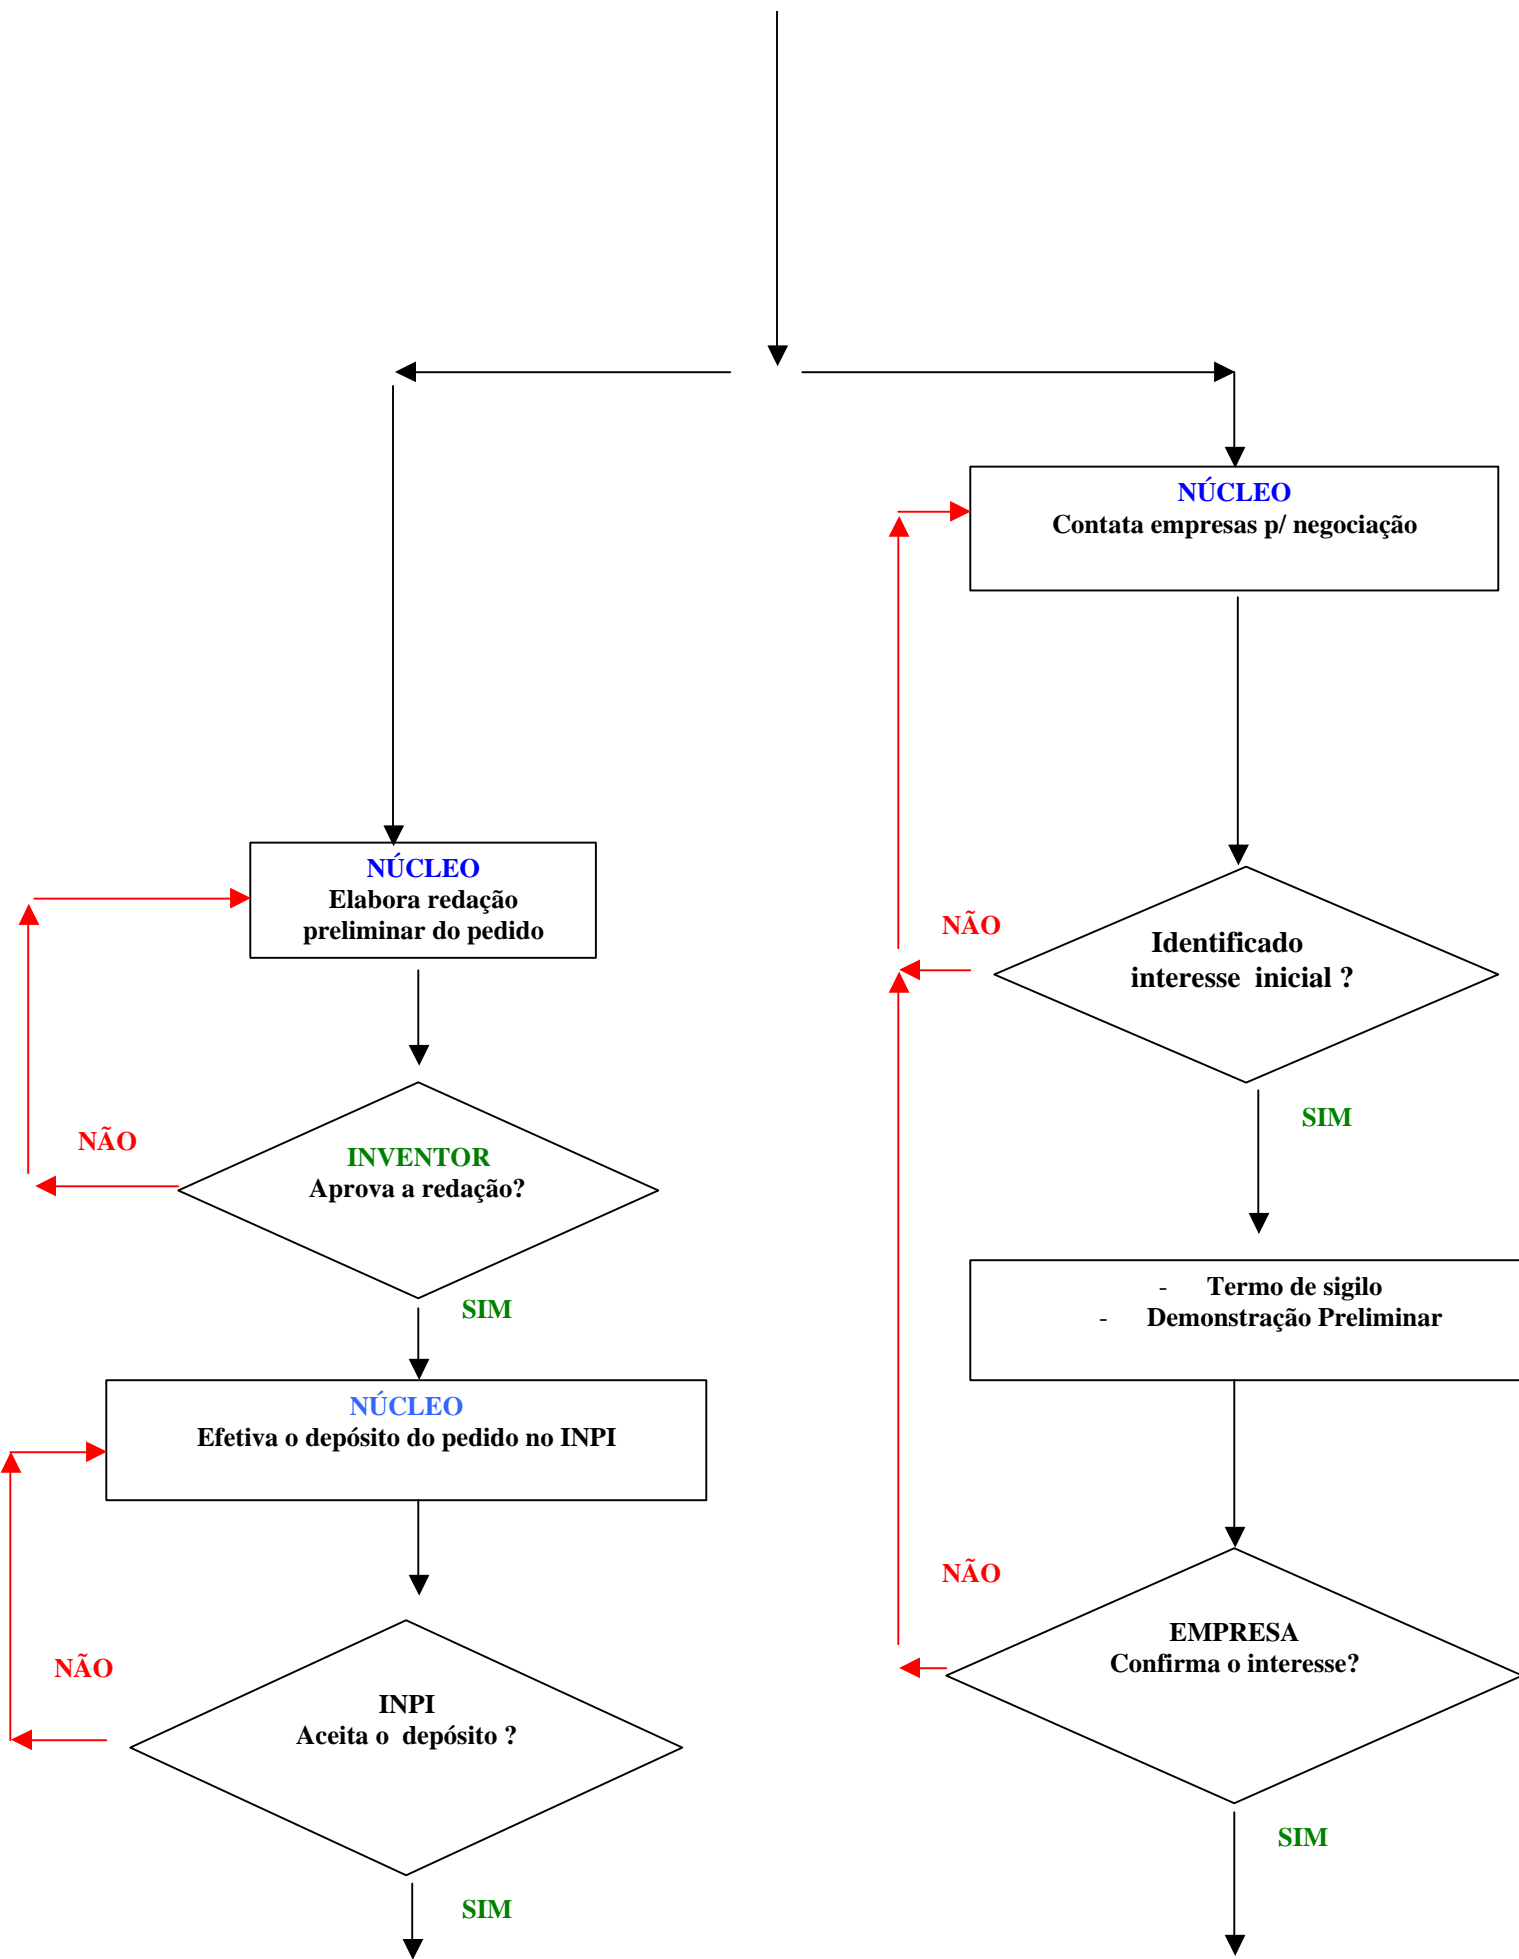 NÚCLEO
Contata empresas p/ negociação
NÚCLEO
Elabora redação
preliminar do pedido
NÃO
Identificado
interesse inicial ?
SIM
NÃO
INVENTOR
Aprova a redação?
SIM
- Termo de sigilo
- Demonstração Preliminar
NÚCLEO
Efetiva o depósito do pedido no INPI
NÃO
EMPRESA
Confirma o interesse?
NÃO
INPI
Aceita o depósito ?
SIM
SIM